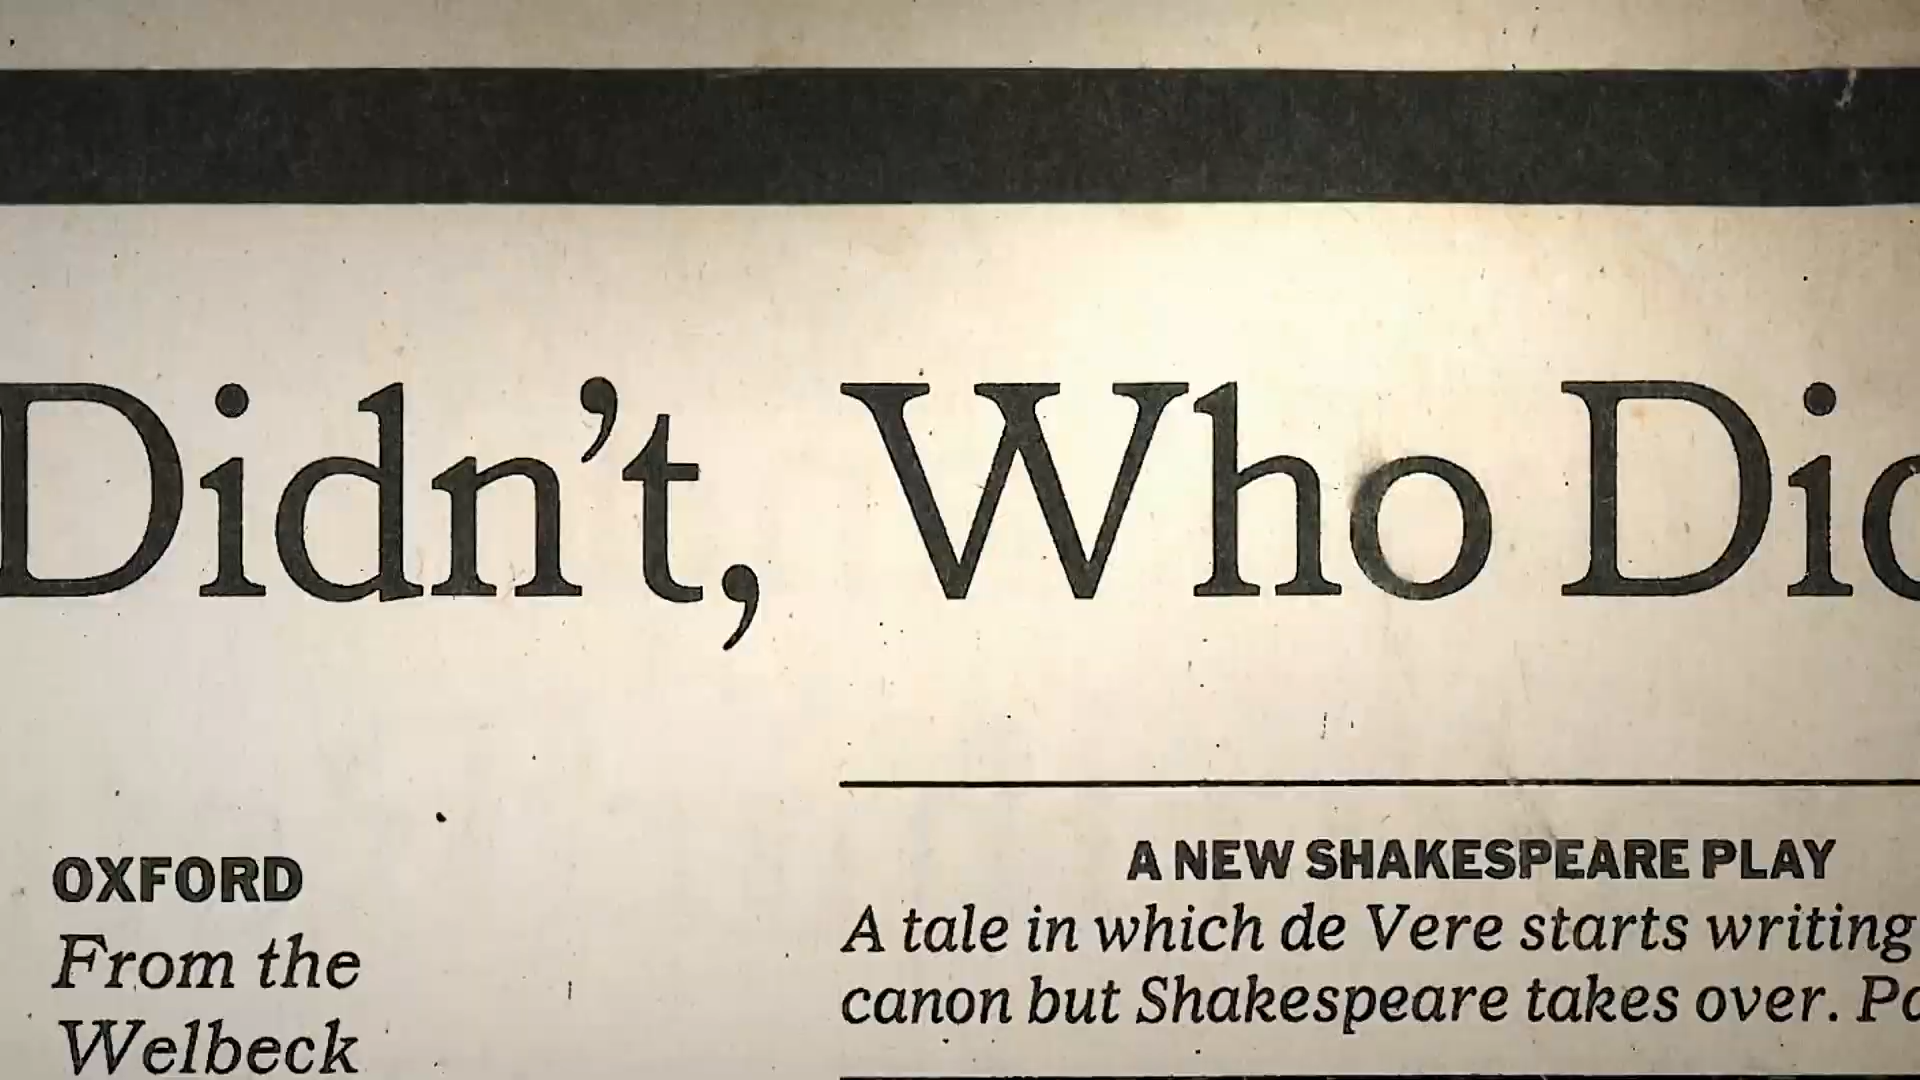 Didn't, Who
OXFORD
From the
Welbeck
A NEW SHAKESPEARE PLAY
A tale in which de Vere starts writing
canon but Shakespeare takes over.